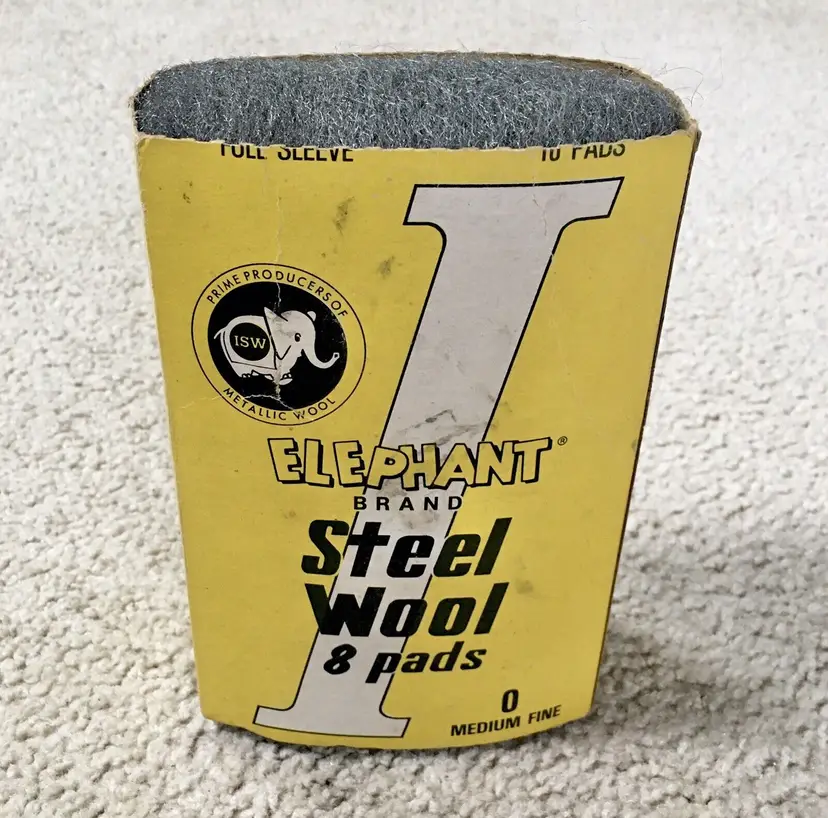 FULL SLEEVE 10 PADS
PRIME PRODUCERS OF
ISW
METALLIC WOOL
I
ELEPHANT®
BRAND
Steel
Wool
8 pads
0
MEDIUM FINE